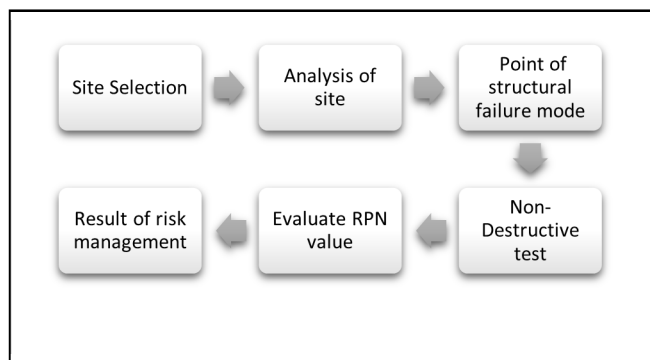 Site Selection
Analysis of
site
Point of
structural
failure mode
Non-
Destructive
test
Evaluate RPN
value
Result of risk
management